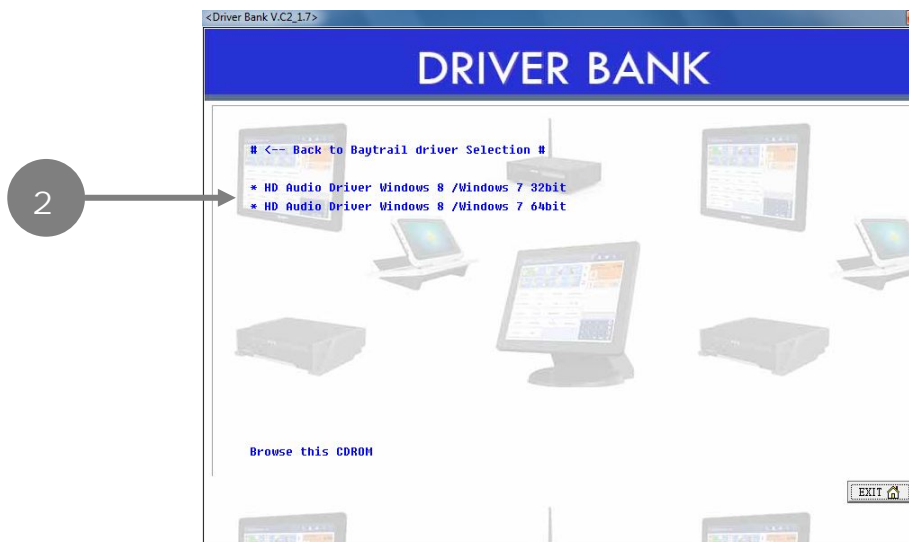 <Driver Bank V.C2_1.7>
DRIVER BANK
# <-- Back to Baytrail driver Selection #
2
* HD Audio Driver Windows 8 /Windows 7 32bit
* HD Audio Driver Windows 8 /Windows 7 64bit
Browse this CDROM
EXIT